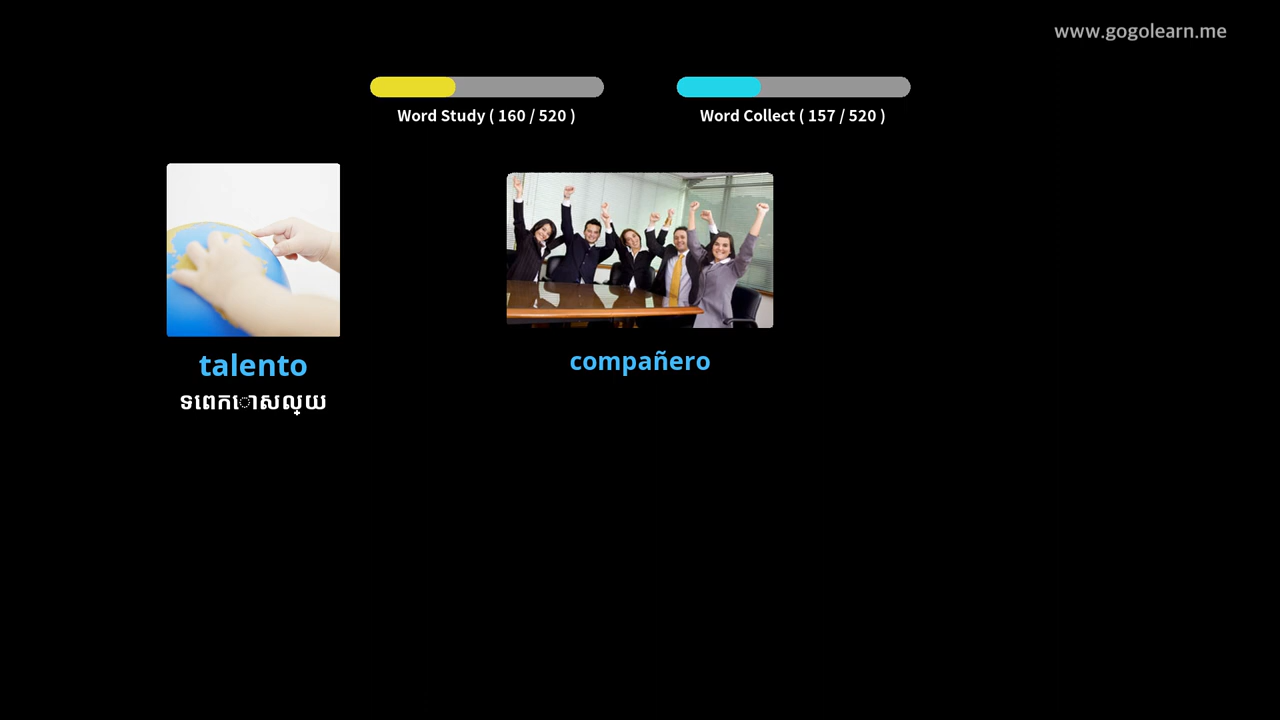 www.gogolearn.me
Word Study ( 160 / 520 )
Word Collect ( 157 / 520 )
talento
ទពេកោសល្យ
compañero